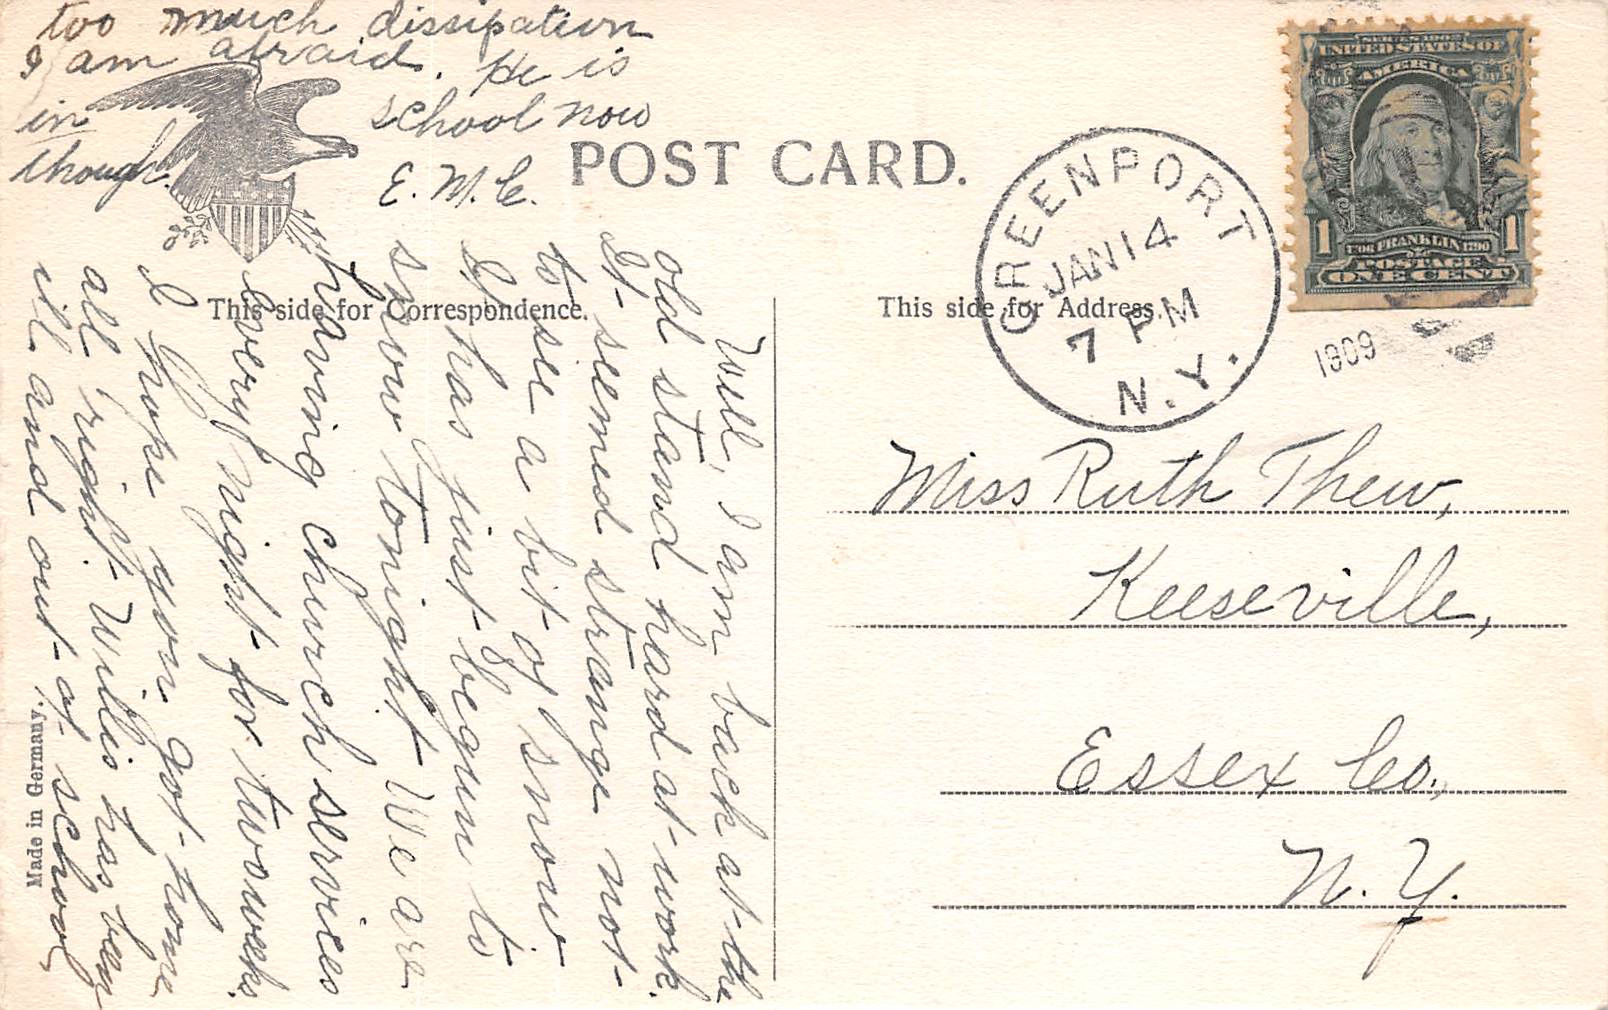 Well, I am back at the
old stand hard at work.
It seemed strange not
to see a bit of snow
It has just begun to
snow tonight We are
having church services
every night for two weeks.
I hope you got home
all right. Willis has been
ill and out of school
too much dissipation
I am afraid. He is
in school now
though.
E. M. C.
POST CARD.
This side for Correspondence.
This side for Address.
GREENPORT
JAN 14
7 PM
N.Y.
1909
SERIES 1902
UNITED STATES OF
AMERICA
1 1706 FRANKLIN 1790 1
POSTAGE
ONE CENT
Miss Ruth Thew,
Keeseville,
Essex Co.,
N. Y.
Made in Germany.